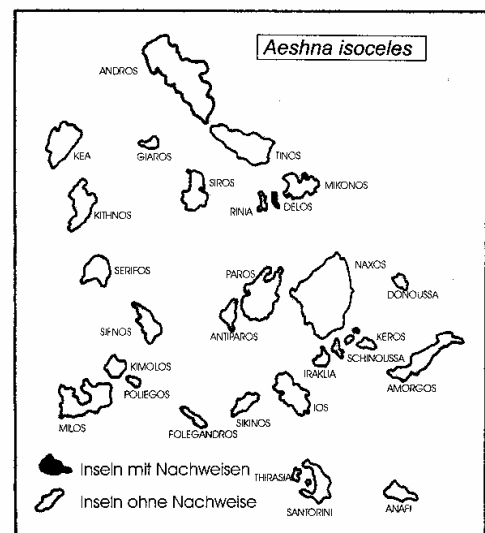 Aeshna isoceles
ANDROS
KEA
GIAROS
TINOS
SIROS
MIKONOS
RINIA
DELOS
KITHNOS
SERIFOS
PAROS
NAXOS
DONOUSSA
SIFNOS
ANTIPAROS
KEROS
SCHINOUSSA
IRAKLIA
AMORGOS
KIMOLOS
POLIEGOS
MILOS
FOLEGANDROS
SIKINOS
IOS
Inseln mit Nachweisen
THIRASIA
Inseln ohne Nachweise
SANTORINI
ANAFI